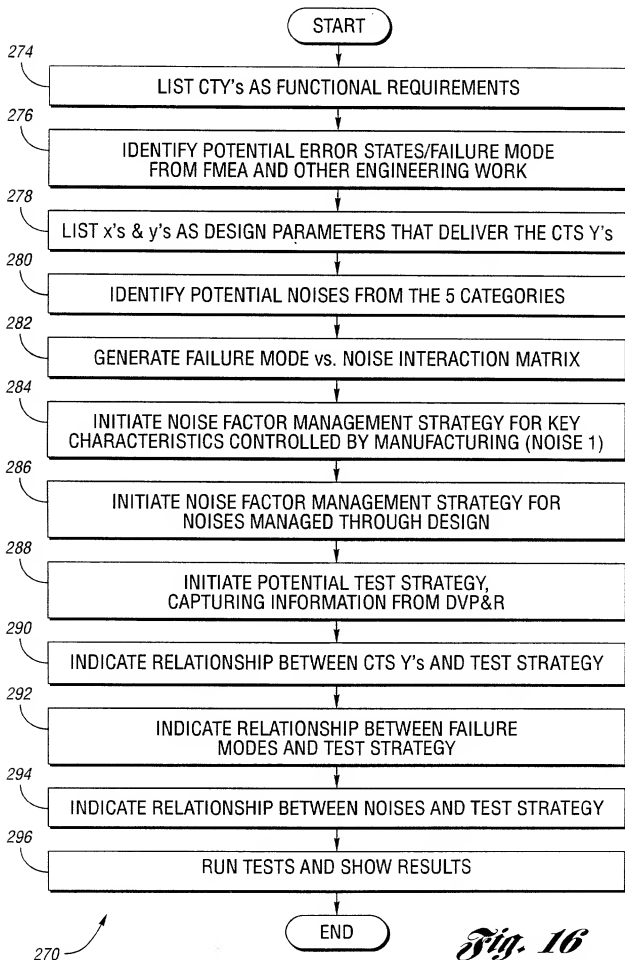 START
274
LIST CTY's AS FUNCTIONAL REQUIREMENTS
276
IDENTIFY POTENTIAL ERROR STATES/FAILURE MODE
FROM FMEA AND OTHER ENGINEERING WORK
278
LIST x's & y's AS DESIGN PARAMETERS THAT DELIVER THE CTS Y's
280
IDENTIFY POTENTIAL NOISES FROM THE 5 CATEGORIES
282
GENERATE FAILURE MODE vs. NOISE INTERACTION MATRIX
284
INITIATE NOISE FACTOR MANAGEMENT STRATEGY FOR KEY
CHARACTERISTICS CONTROLLED BY MANUFACTURING (NOISE 1)
286
INITIATE NOISE FACTOR MANAGEMENT STRATEGY FOR
NOISES MANAGED THROUGH DESIGN
288
INITIATE POTENTIAL TEST STRATEGY,
CAPTURING INFORMATION FROM DVP&R
290
INDICATE RELATIONSHIP BETWEEN CTS Y's AND TEST STRATEGY
292
INDICATE RELATIONSHIP BETWEEN FAILURE
MODES AND TEST STRATEGY
294
INDICATE RELATIONSHIP BETWEEN NOISES AND TEST STRATEGY
296
RUN TESTS AND SHOW RESULTS
END
270
Fig. 16